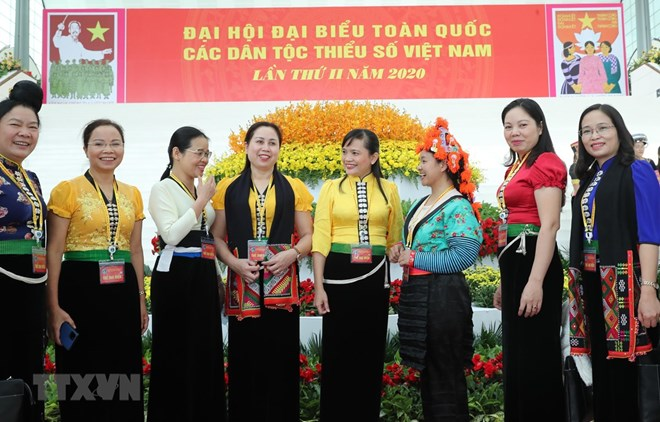 ĐẠI HỘI ĐẠI BIỂU TOÀN QUỐC
CÁC DÂN TỘC THIỂU SỐ VIỆT NAM
LẦN THỨ II NĂM 2020
TTXVN